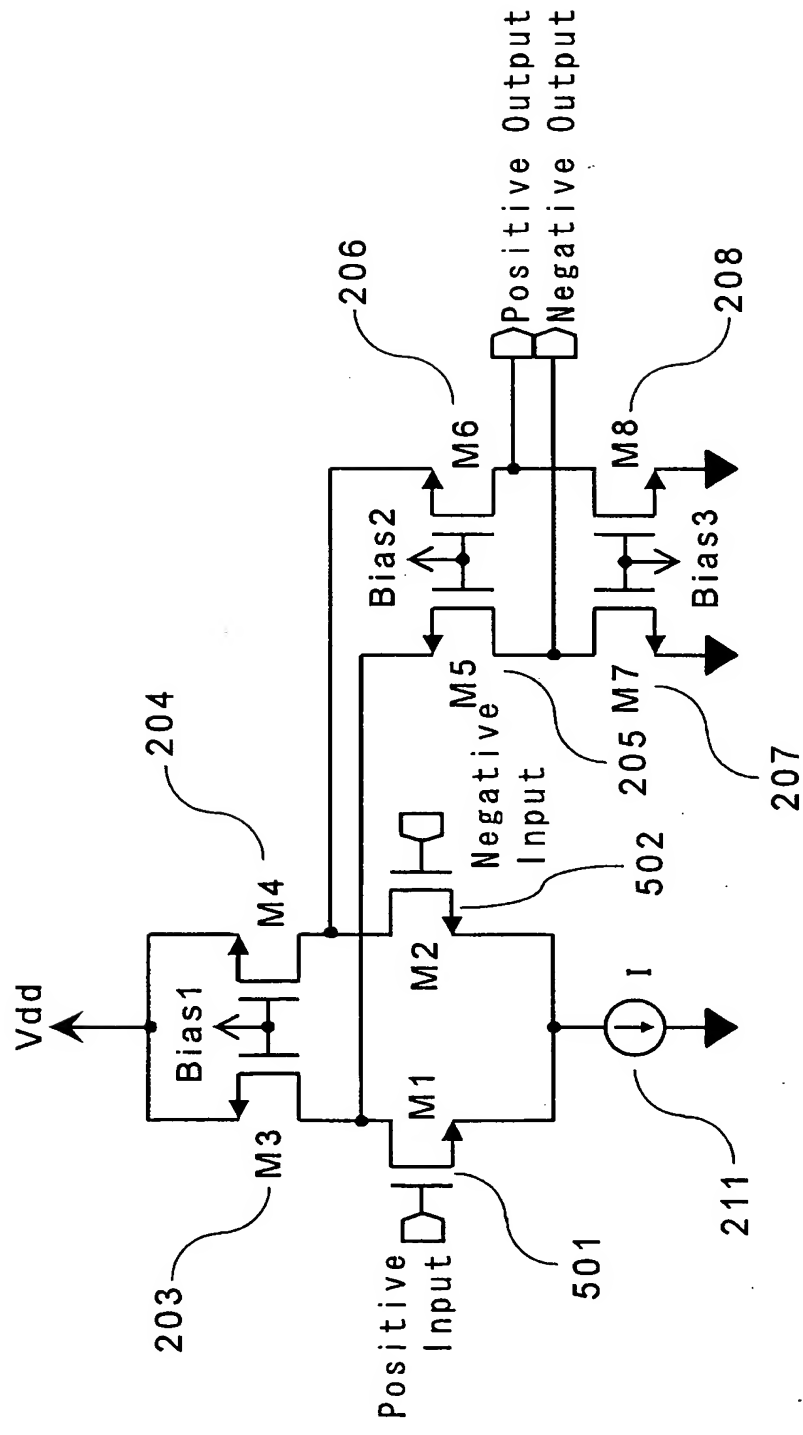 Vdd
203
M3
Bias1
M4
204
Positive
Input
501
M1
M2
Negative
Input
502
211
I
Bias2
M5
205
M6
206
Positive Output
Negative Output
M7
207
Bias3
M8
208